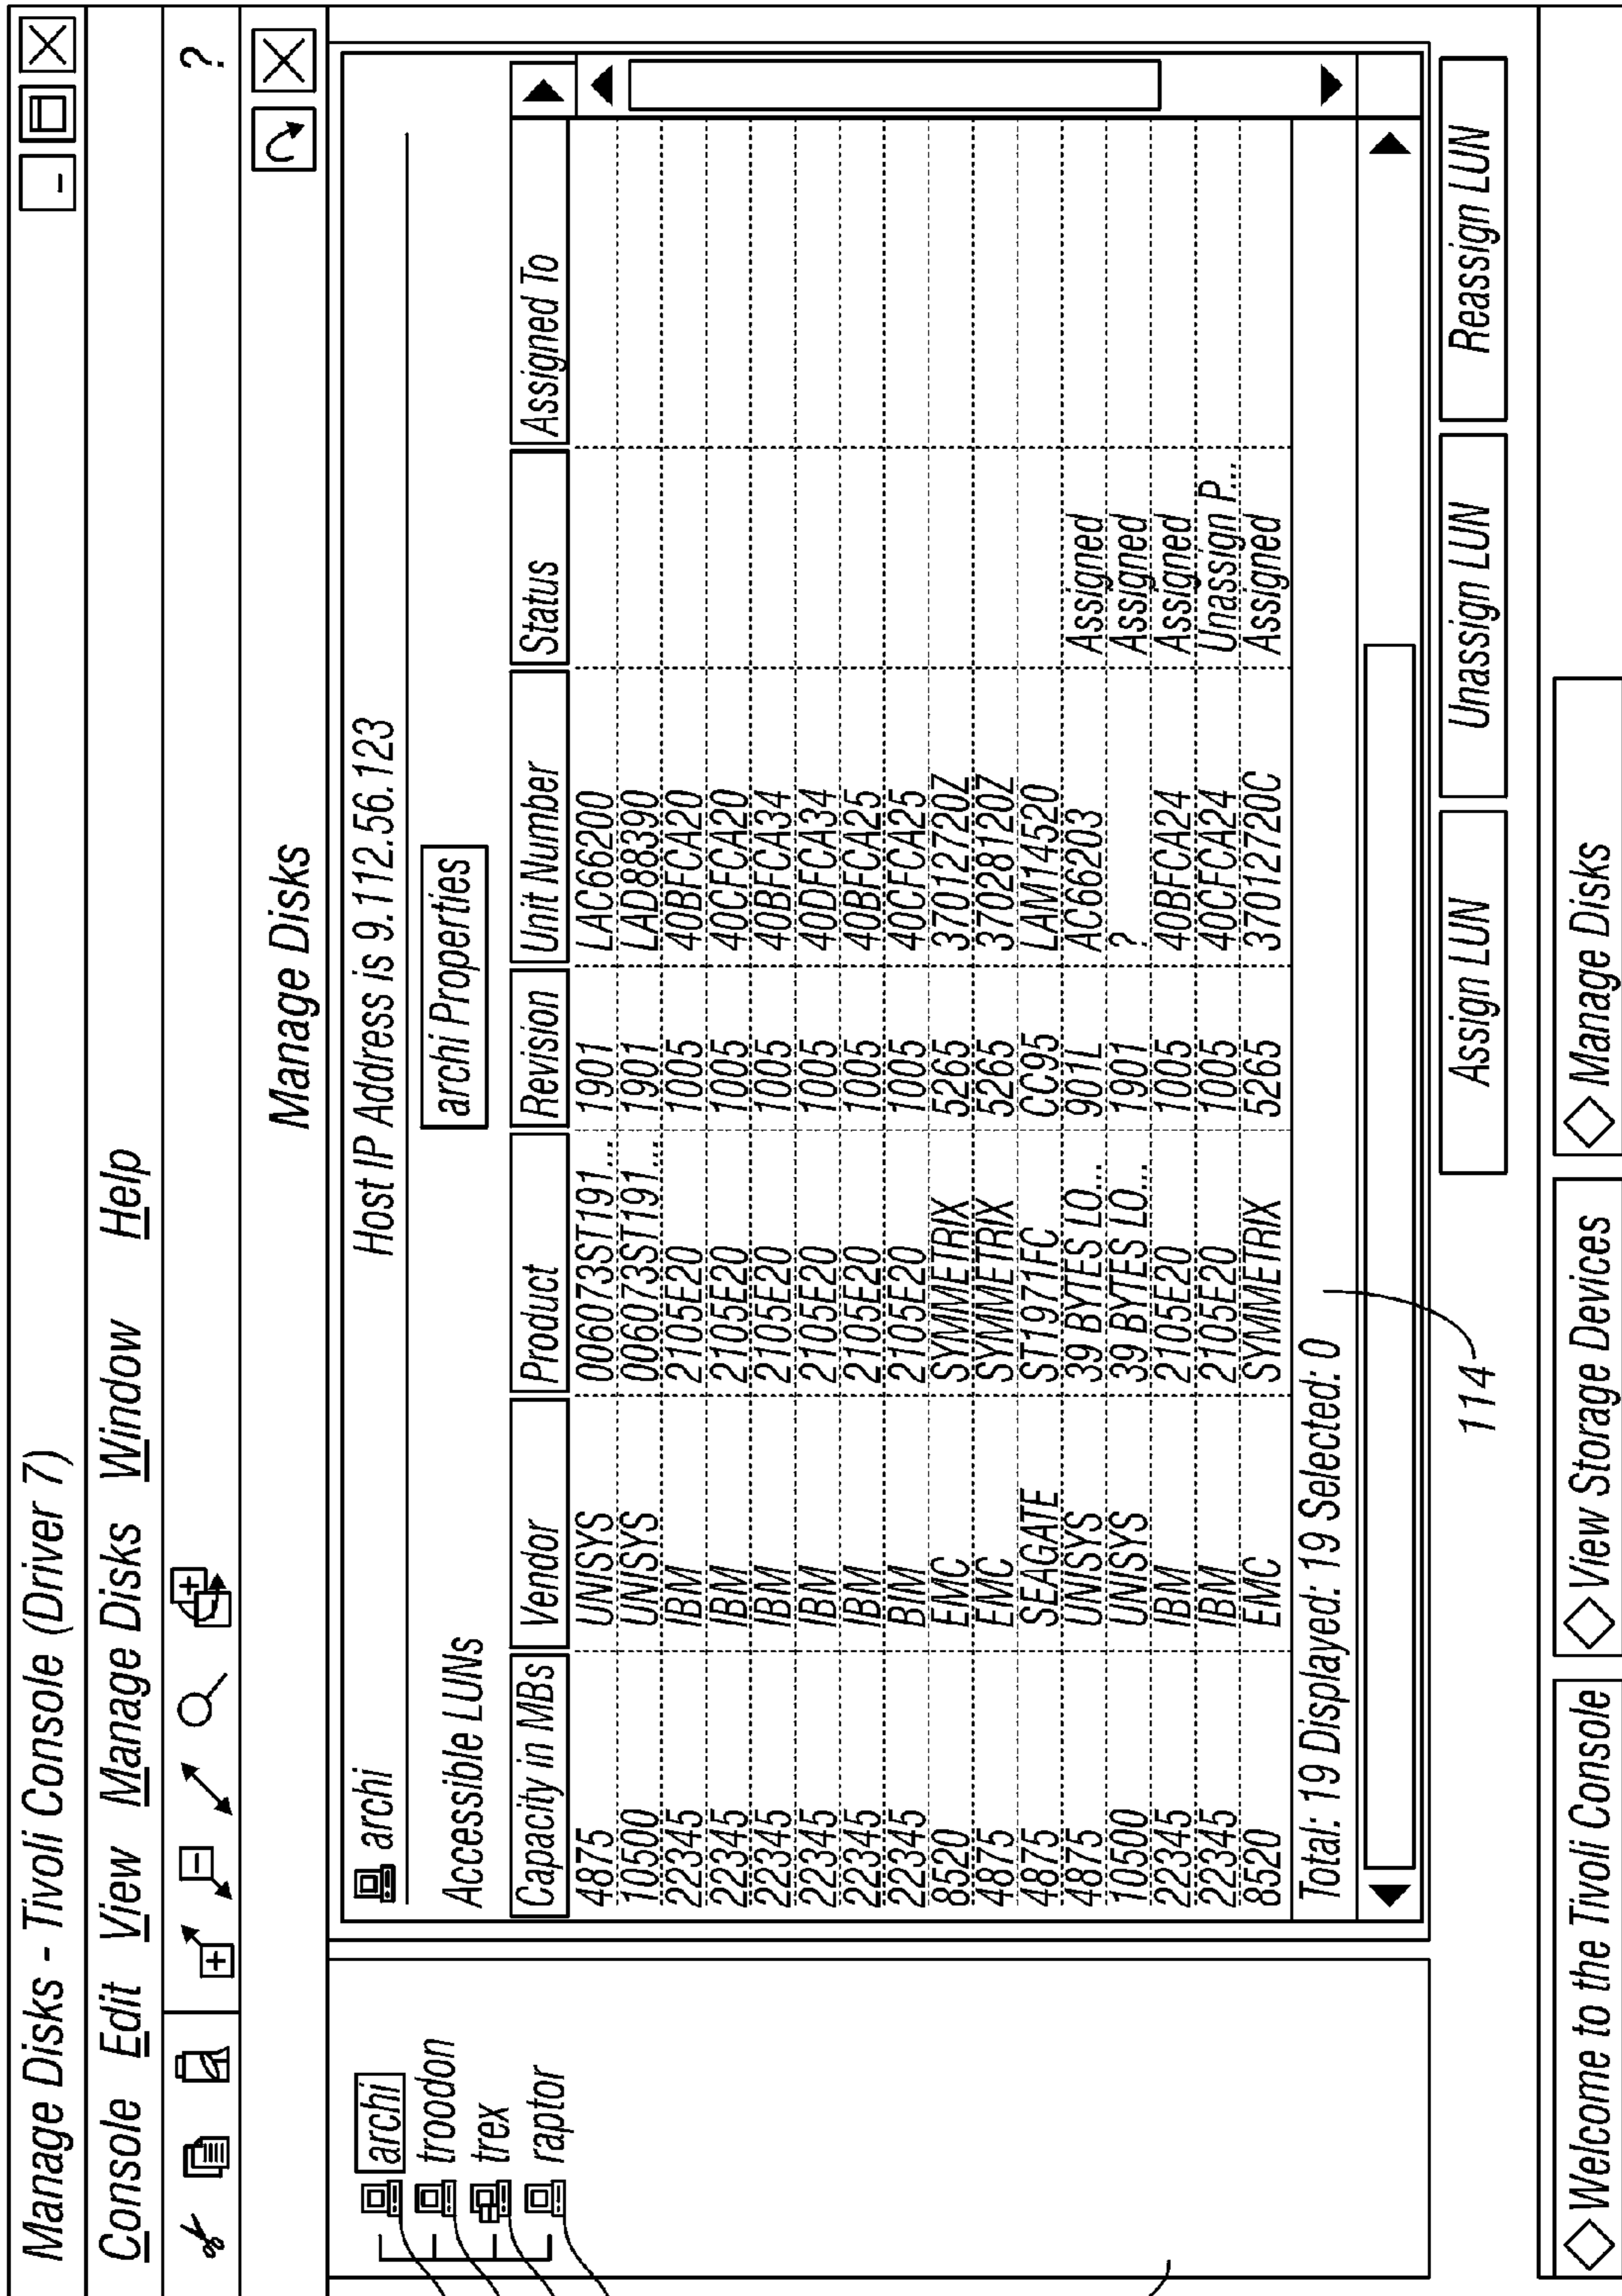 Manage Disks - Tivoli Console (Driver 7)
Console Edit View Manage Disks Window Help
?
Manage Disks
archi
troodon
trex
raptor
archi Host IP Address is 9.112.56.123
Accessible LUNs archi Properties
Capacity in MBs Vendor Product Revision Unit Number Status Assigned To
4875 UNISYS 006073ST191... 1901 LAC66200
10500 UNISYS 006073ST191... 1901 LAD88390
22345 IBM 2105E20 1005 40BFCA20
22345 IBM 2105E20 1005 40CFCA20
22345 IBM 2105E20 1005 40BFCA34
22345 IBM 2105E20 1005 40DFCA34
22345 IBM 2105E20 1005 40BFCA25
22345 IBM 2105E20 1005 40CFCA25
8520 EMC SYMMETRIX 5265 37012720Z
4875 EMC SYMMETRIX 5265 37028120Z
4875 SEAGATE ST1971FC CC95 LAM14520
4875 UNISYS 39 BYTES LO... 901L AC66203 Assigned
10500 UNISYS 39 BYTES LO... 1901 ? Assigned
22345 IBM 2105E20 1005 40BFCA24 Assigned
22345 IBM 2105E20 1005 40CFCA24 Unassign P...
8520 EMC SYMMETRIX 5265 37012720C Assigned
Total: 19 Displayed: 19 Selected: 0
114
Assign LUN Unassign LUN Reassign LUN
Welcome to the Tivoli Console View Storage Devices Manage Disks